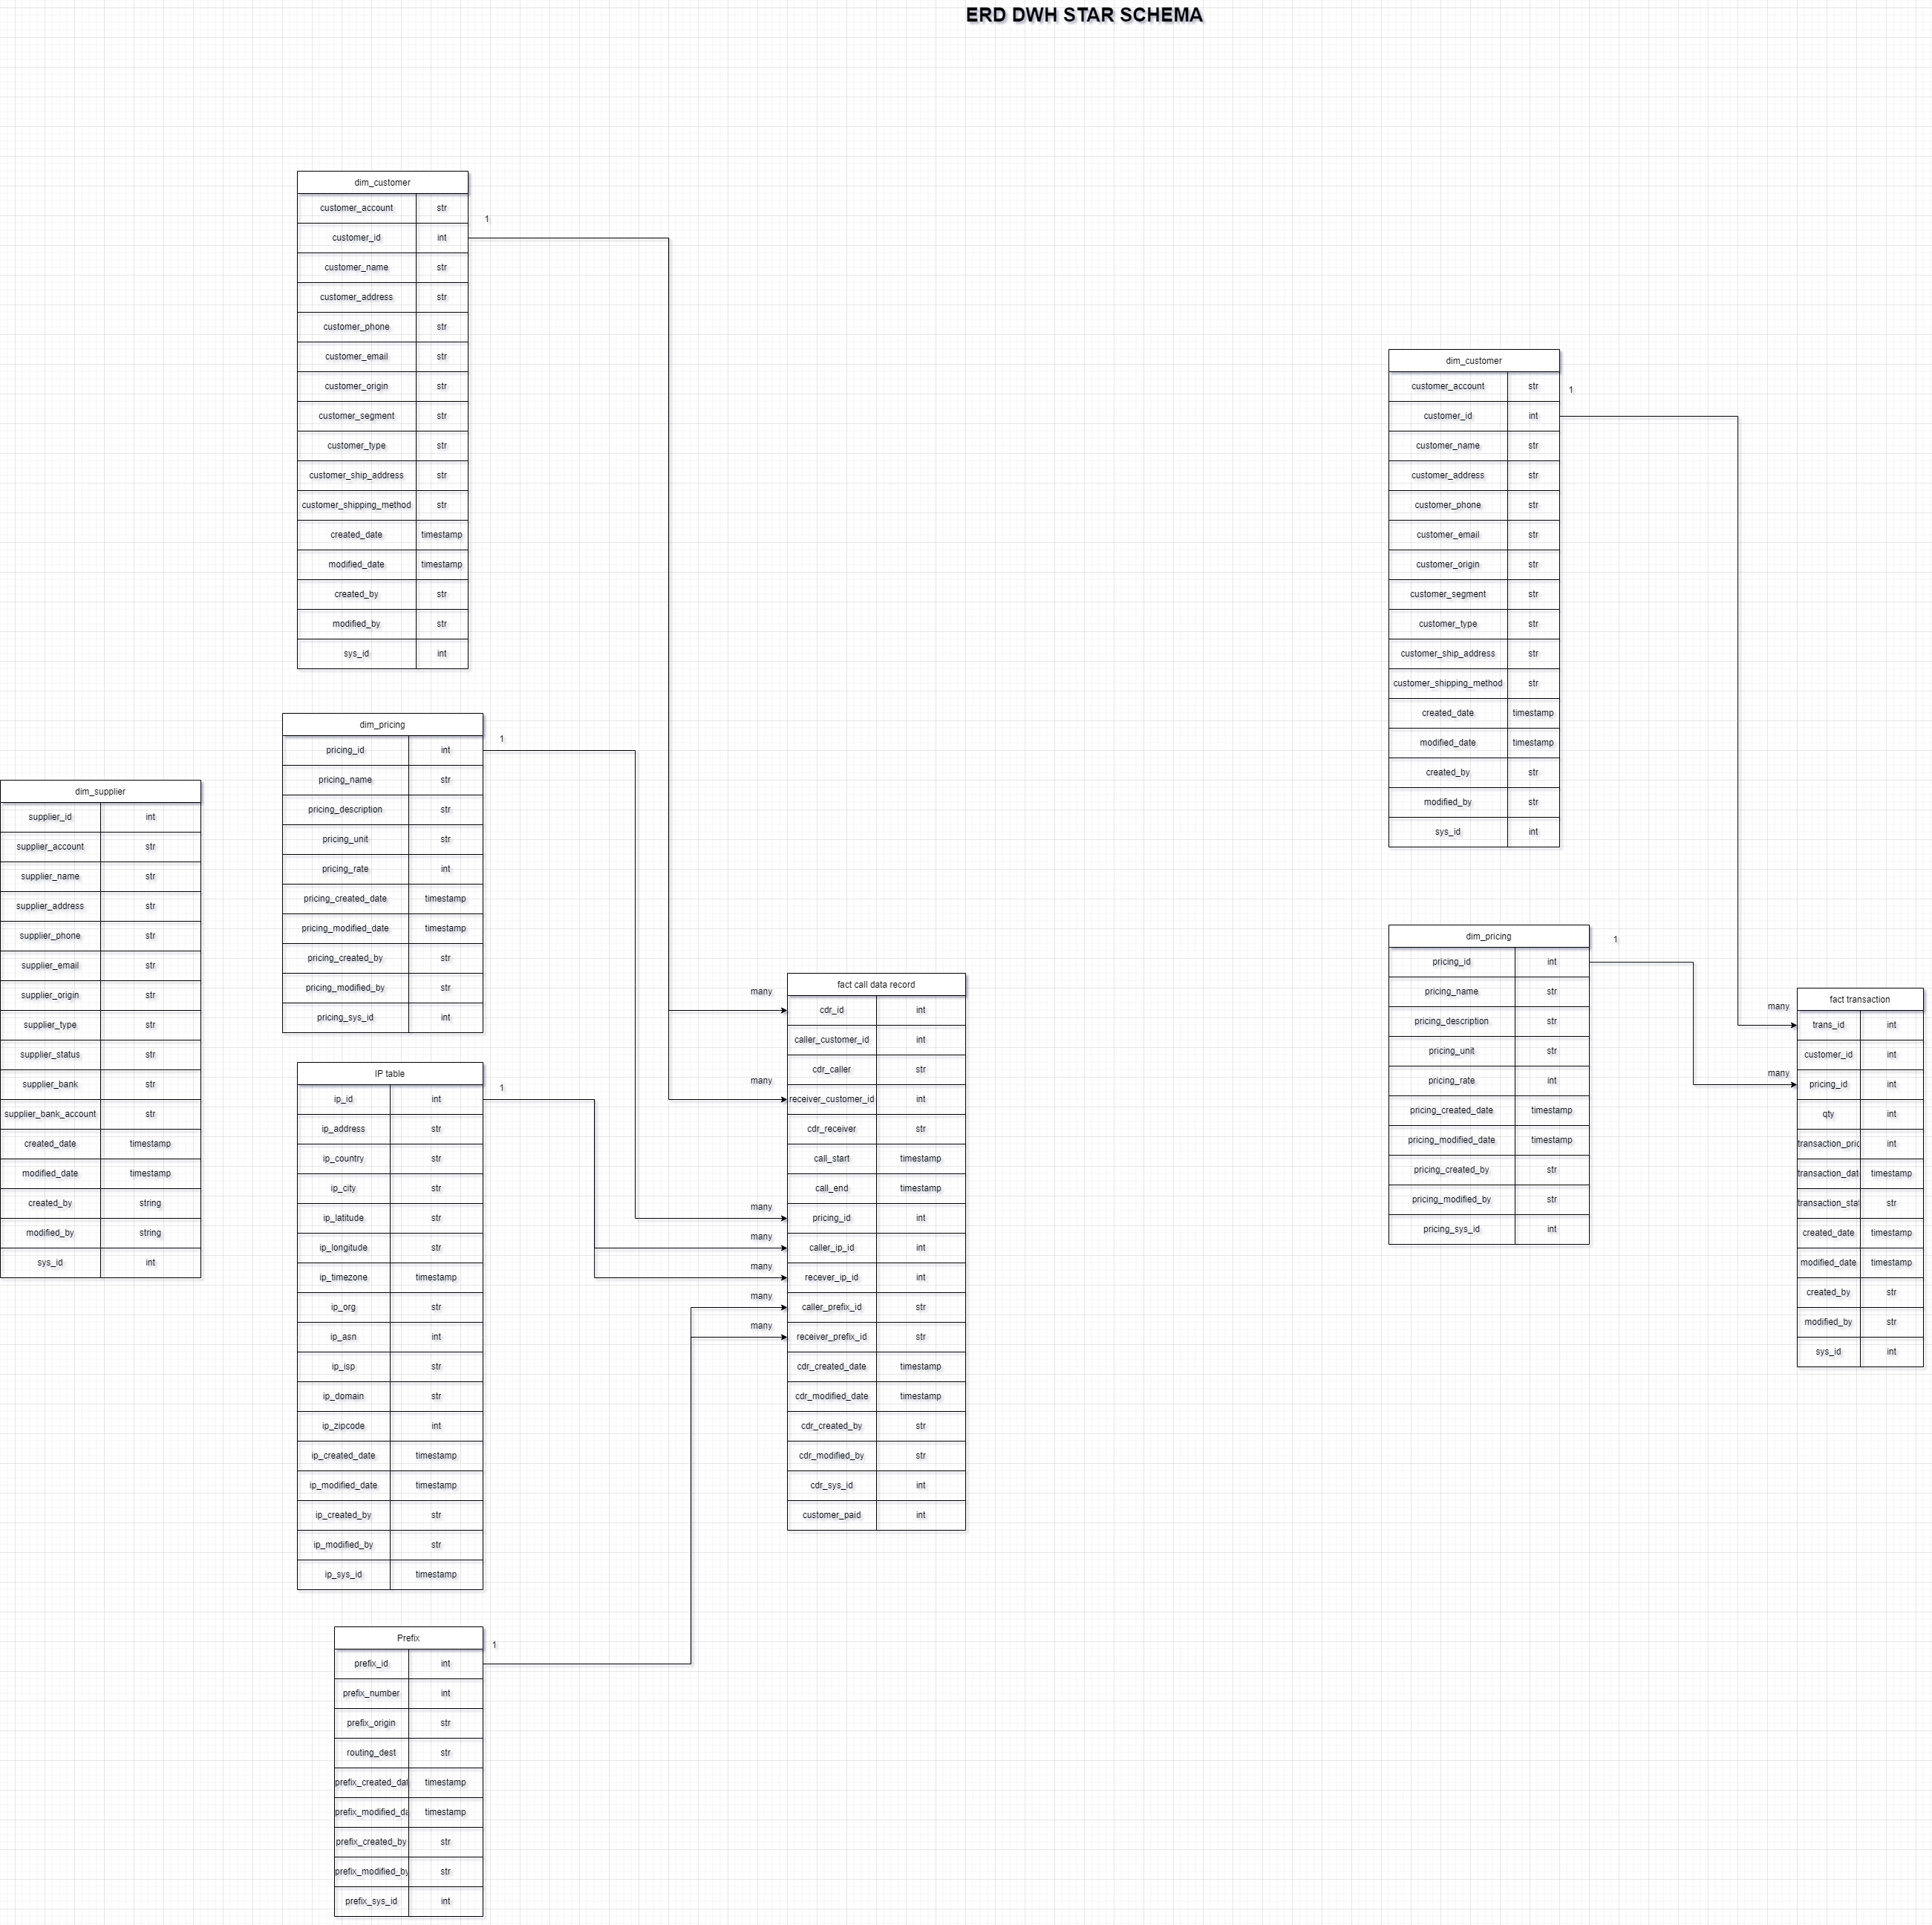 ERD DWH STAR SCHEMA
dim_customer
customer_account str
1
customer_id int
customer_name str
customer_address str
customer_phone str
customer_email str
customer_origin str
customer_segment str
customer_type str
customer_ship_address str
customer_shipping_method str
created_date timestamp
modified_date timestamp
created_by str
modified_by str
sys_id int
dim_pricing
1
pricing_id int
pricing_name str
pricing_description str
pricing_unit str
pricing_rate int
pricing_created_date timestamp
pricing_modified_date timestamp
pricing_created_by str
pricing_modified_by str
pricing_sys_id int
dim_supplier
supplier_id int
supplier_account str
supplier_name str
supplier_address str
supplier_phone str
supplier_email str
supplier_origin str
supplier_type str
supplier_status str
supplier_bank str
supplier_bank_account str
created_date timestamp
modified_date timestamp
created_by string
modified_by string
sys_id int
IP table
1
ip_id int
ip_address str
ip_country str
ip_city str
ip_latitude str
ip_longitude str
ip_timezone timestamp
ip_org str
ip_asn int
ip_isp str
ip_domain str
ip_zipcode int
ip_created_date timestamp
ip_modified_date timestamp
ip_created_by str
ip_modified_by str
ip_sys_id timestamp
Prefix
1
prefix_id int
prefix_number int
prefix_origin str
routing_dest str
prefix_created_dat timestamp
prefix_modified_da timestamp
prefix_created_by str
prefix_modified_by str
prefix_sys_id int
fact call data record
many
cdr_id int
caller_customer_id int
cdr_caller str
many
receiver_customer_id int
cdr_receiver str
call_start timestamp
call_end timestamp
many
pricing_id int
many
caller_ip_id int
many
recever_ip_id int
many
caller_prefix_id str
many
receiver_prefix_id str
cdr_created_date timestamp
cdr_modified_date timestamp
cdr_created_by str
cdr_modified_by str
cdr_sys_id int
customer_paid int
dim_customer
customer_account str
1
customer_id int
customer_name str
customer_address str
customer_phone str
customer_email str
customer_origin str
customer_segment str
customer_type str
customer_ship_address str
customer_shipping_method str
created_date timestamp
modified_date timestamp
created_by str
modified_by str
sys_id int
dim_pricing
1
pricing_id int
pricing_name str
pricing_description str
pricing_unit str
pricing_rate int
pricing_created_date timestamp
pricing_modified_date timestamp
pricing_created_by str
pricing_modified_by str
pricing_sys_id int
fact transaction
many
trans_id int
customer_id int
many
pricing_id int
qty int
transaction_pric int
transaction_dat timestamp
transaction_stat str
created_date timestamp
modified_date timestamp
created_by str
modified_by str
sys_id int